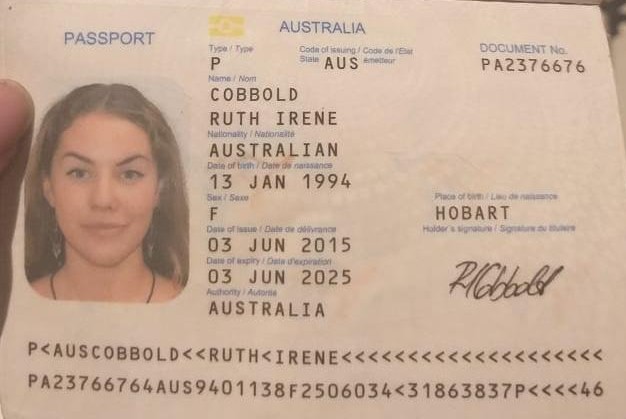 PASSPORT
AUSTRALIA
Type / Type
Code of issuing / Code de l'Etat
DOCUMENT No.
P
State AUS émetteur
PA2376676
Name / Nom
COBBOLD
RUTH IRENE
Nationality / Nationalité
AUSTRALIAN
Date of birth / Date de naissance
13 JAN 1994
Sex / Sexe
Place of birth / Lieu de naissance
F
HOBART
Date of issue / Date de délivrance
Holder's signature / Signature du titulaire
03 JUN 2015
Date of expiry / Date d'expiration
03 JUN 2025
RICobbold
Authority / Autorité
AUSTRALIA
P<AUSCOBBOLD<<RUTH<IRENE<<<<<<<<<<<<<<<<<<<<
PA23766764AUS9401138F2506034<31863837P<<<<46